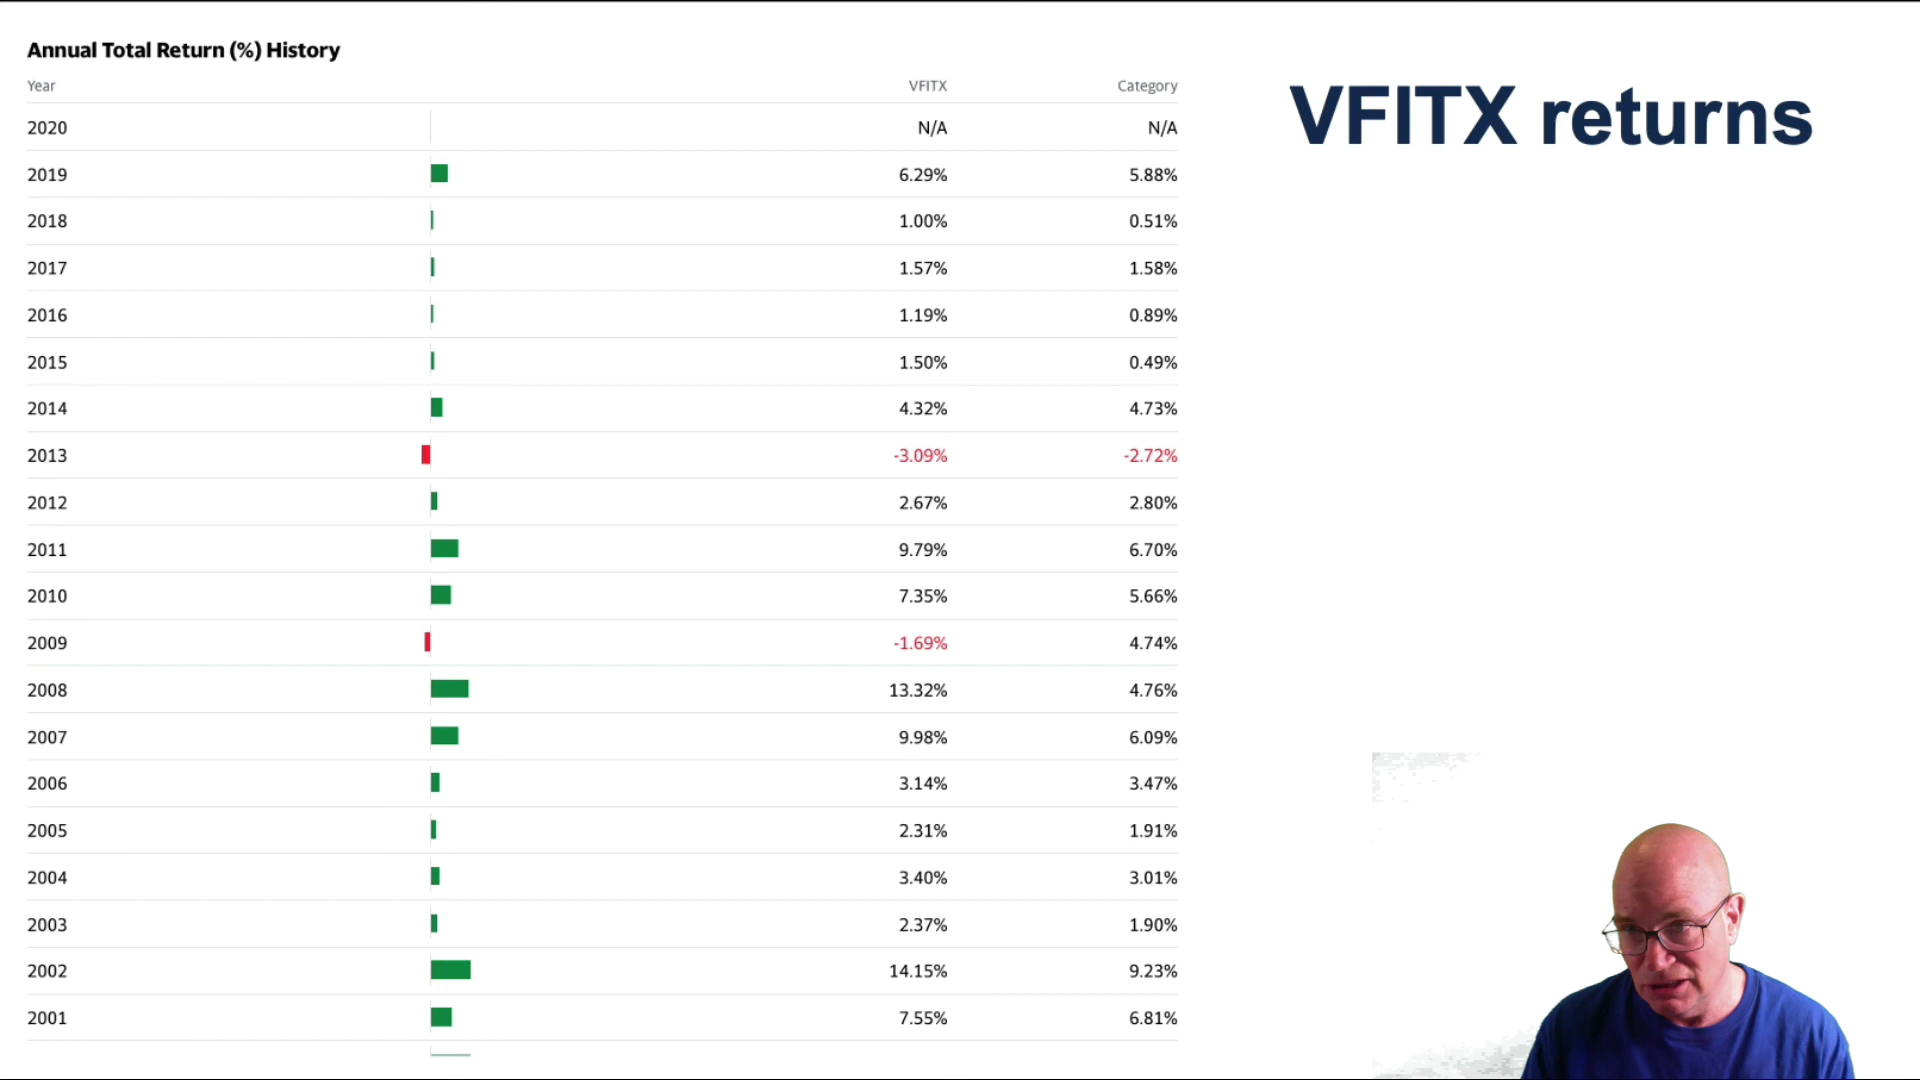 Annual Total Return (%) History
VFITX returns
Year VFITX Category
2020 N/A N/A
2019 6.29% 5.88%
2018 1.00% 0.51%
2017 1.57% 1.58%
2016 1.19% 0.89%
2015 1.50% 0.49%
2014 4.32% 4.73%
2013 -3.09% -2.72%
2012 2.67% 2.80%
2011 9.79% 6.70%
2010 7.35% 5.66%
2009 -1.69% 4.74%
2008 13.32% 4.76%
2007 9.98% 6.09%
2006 3.14% 3.47%
2005 2.31% 1.91%
2004 3.40% 3.01%
2003 2.37% 1.90%
2002 14.15% 9.23%
2001 7.55% 6.81%